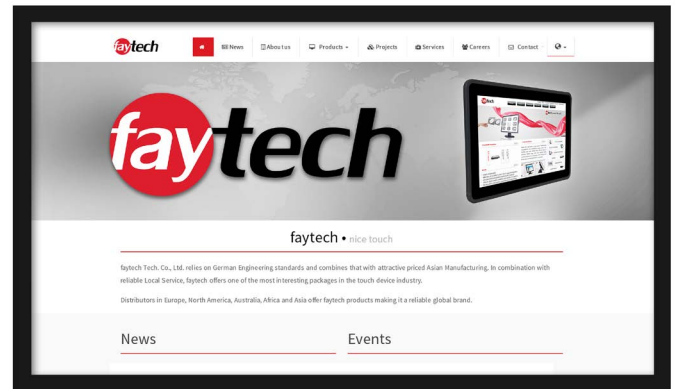 faytech
News
About us
Products
Projects
Services
Careers
Contact
faytech
faytech • nice touch
faytech Tech. Co., Ltd. relies on German Engineering standards and combines that with attractive priced Asian Manufacturing. In combination with
reliable Local Service, faytech offers one of the most interesting packages in the touch device industry.
Distributors in Europe, North America, Australia, Africa and Asia offer faytech products making it a reliable global brand.
News
Events